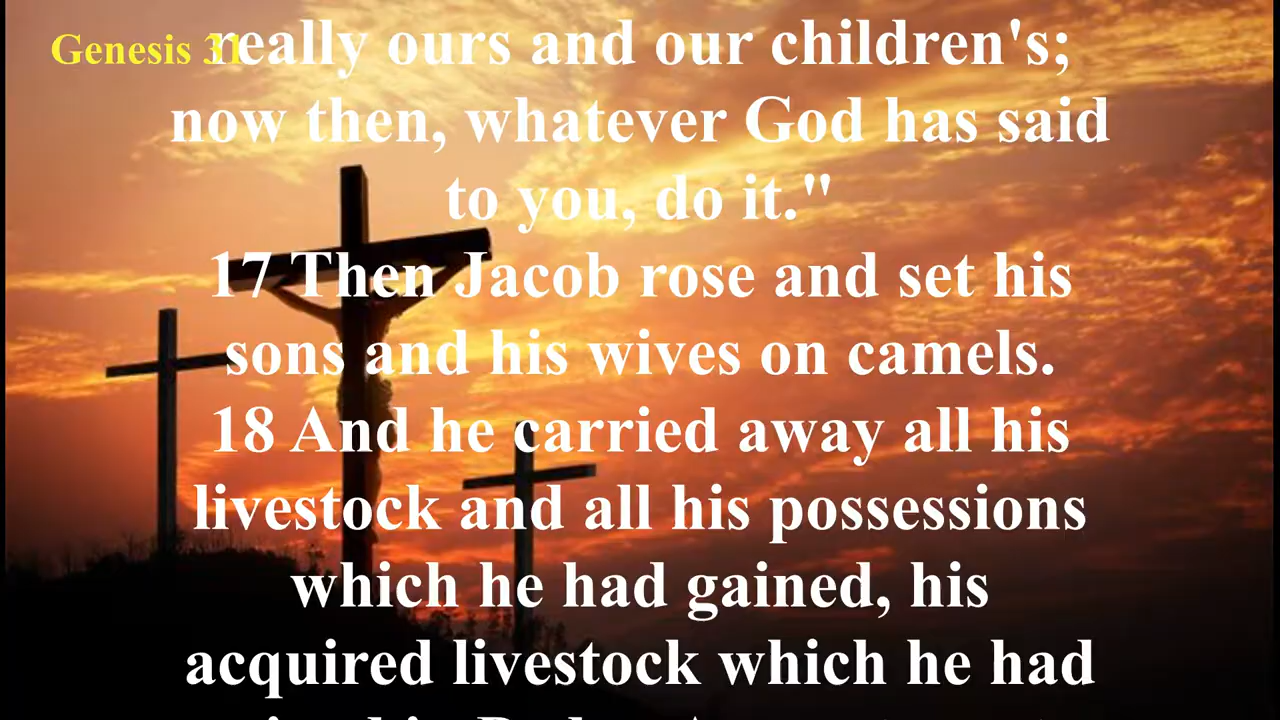 Genesis 31
really ours and our children's;
now then, whatever God has said
to you, do it."
17 Then Jacob rose and set his
sons and his wives on camels.
18 And he carried away all his
livestock and all his possessions
which he had gained, his
acquired livestock which he had